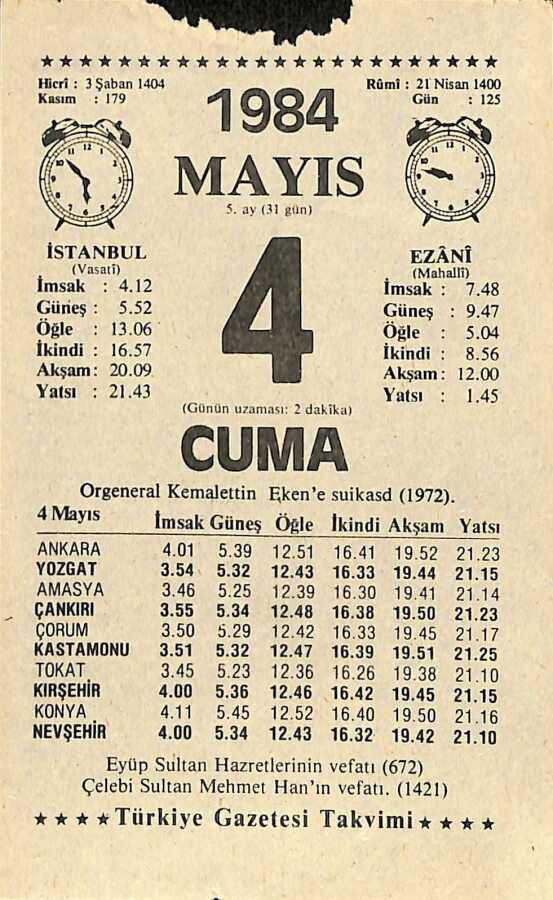 ★★★★★★★★★★★★★★★★★★★★★★★
Hicrî : 3 Şaban 1404
Kasım : 179
Rûmî : 21 Nisan 1400
Gün : 125
1984
MAYIS
5. ay (31 gün)
İSTANBUL
(Vasatî)
İmsak : 4.12
Güneş : 5.52
Öğle : 13.06
İkindi : 16.57
Akşam: 20.09
Yatsı : 21.43
4
EZÂNÎ
(Mahallî)
İmsak : 7.48
Güneş : 9.47
Öğle : 5.04
İkindi : 8.56
Akşam: 12.00
Yatsı : 1.45
(Günün uzaması: 2 dakika)
CUMA
Orgeneral Kemalettin Eken'e suikasd (1972).
4 Mayıs İmsak Güneş Öğle İkindi Akşam Yatsı
ANKARA 4.01 5.39 12.51 16.41 19.52 21.23
YOZGAT 3.54 5.32 12.43 16.33 19.44 21.15
AMASYA 3.46 5.25 12.39 16.30 19.41 21.14
ÇANKIRI 3.55 5.34 12.48 16.38 19.50 21.23
ÇORUM 3.50 5.29 12.42 16.33 19.45 21.17
KASTAMONU 3.51 5.32 12.47 16.39 19.51 21.25
TOKAT 3.45 5.23 12.36 16.26 19.38 21.10
KIRŞEHİR 4.00 5.36 12.46 16.42 19.45 21.15
KONYA 4.11 5.45 12.52 16.40 19.50 21.16
NEVŞEHİR 4.00 5.34 12.43 16.32 19.42 21.10
Eyüp Sultan Hazretlerinin vefatı (672)
Çelebi Sultan Mehmet Han'ın vefatı. (1421)
★★★★Türkiye Gazetesi Takvimi★★★★